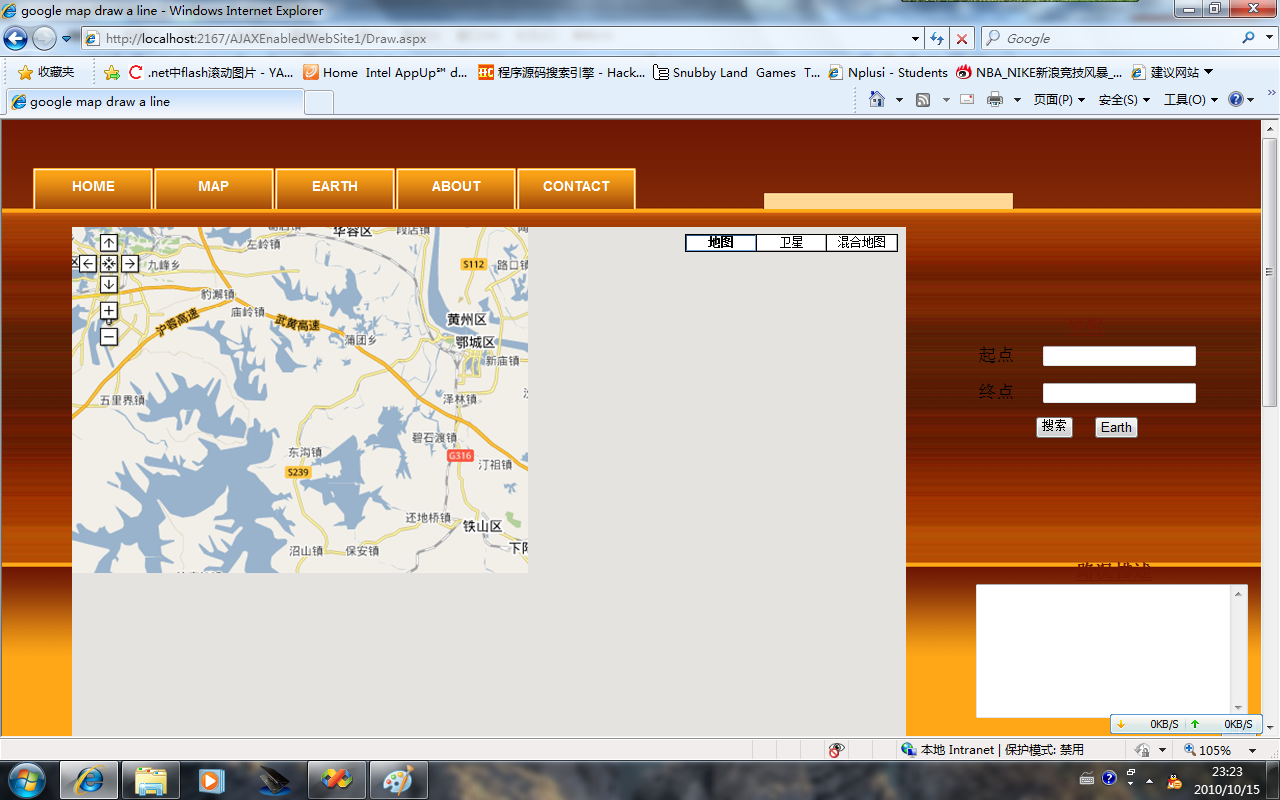 google map draw a line - Windows Internet Explorer
http://localhost:2167/AJAXEnabledWebSite1/Draw.aspx
Google
收藏夹
.net中flash滚动图片 - YA...
Home Intel AppUp℠ d...
程序源码搜索引擎 - Hack...
Snubby Land Games T...
Nplusi - Students
NBA_NIKE新浪竞技风暴_...
建议网站
google map draw a line
页面(P)
安全(S)
工具(O)
HOME
MAP
EARTH
ABOUT
CONTACT
华容区
段店镇
左岭镇
地图
卫星
混合地图
九峰乡
S112
路口镇
豹澥镇
庙岭镇
沪蓉高速
武黄高速
黄州区
蒲团乡
鄂城区
新庙镇
起点
五里界镇
泽林镇
终点
碧石渡镇
搜索
Earth
东沟镇
G316
汀祖镇
S239
还地桥镇
铁山区
沼山镇
保安镇
路况描述
0KB/S
0KB/S
本地 Intranet | 保护模式: 禁用
105%
23:23
2010/10/15